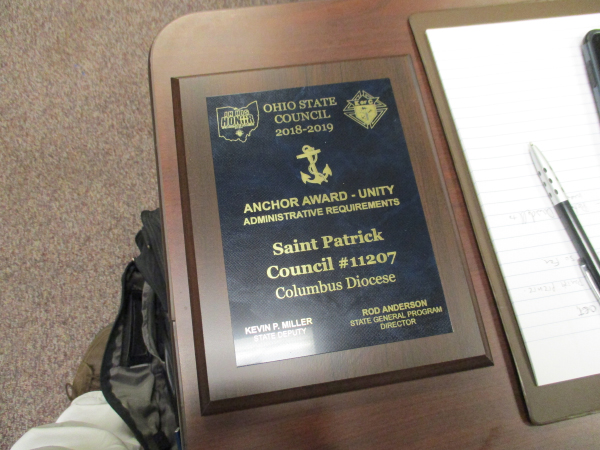 OHIO STATE
COUNCIL
2018-2019
K of C
ANCHOR AWARD - UNITY
ADMINISTRATIVE REQUIREMENTS
Saint Patrick
Council #11207
Columbus Diocese
KEVIN P. MILLER
STATE DEPUTY
ROD ANDERSON
STATE GENERAL PROGRAM
DIRECTOR